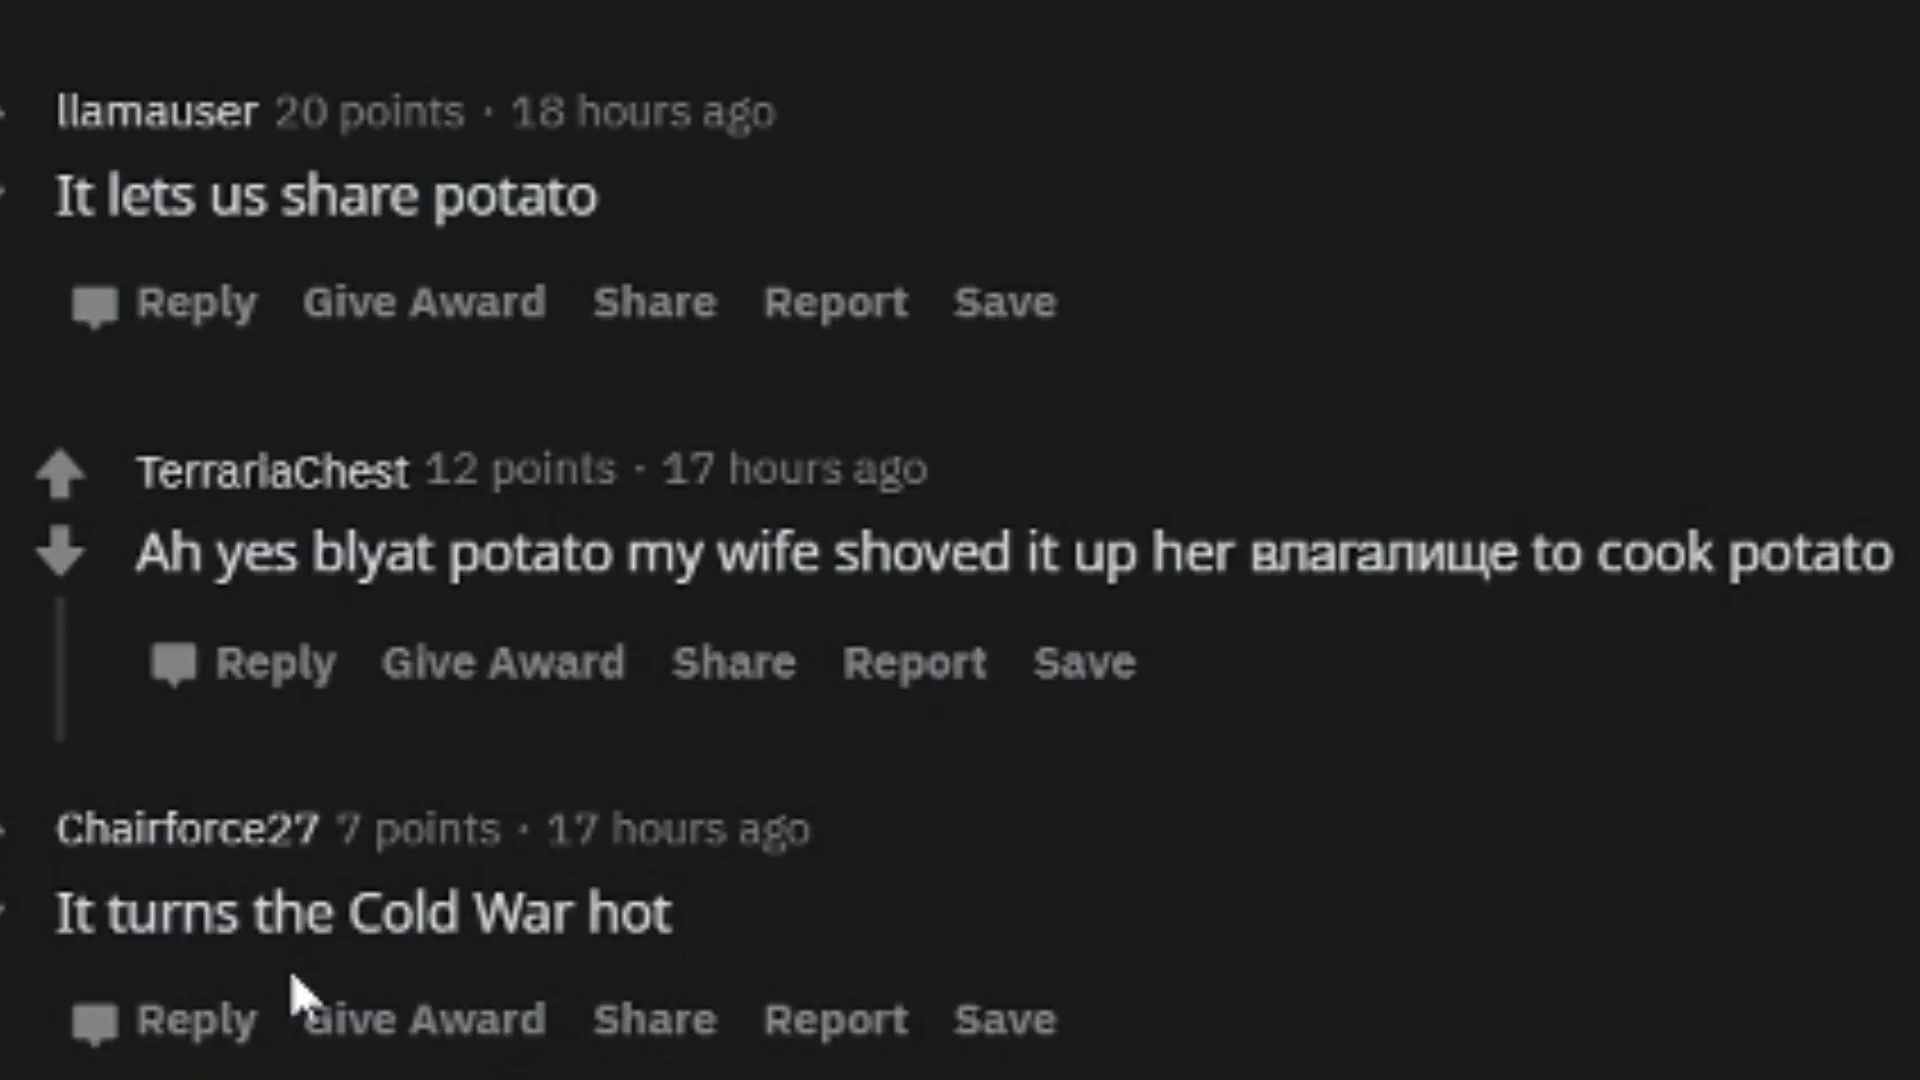 llamauser 20 points · 18 hours ago
It lets us share potato
Reply Give Award Share Report Save
TerrariaChest 12 points · 17 hours ago
Ah yes blyat potato my wife shoved it up her влагалище to cook potato
Reply Give Award Share Report Save
Chairforce27 7 points · 17 hours ago
It turns the Cold War hot
Reply Give Award Share Report Save